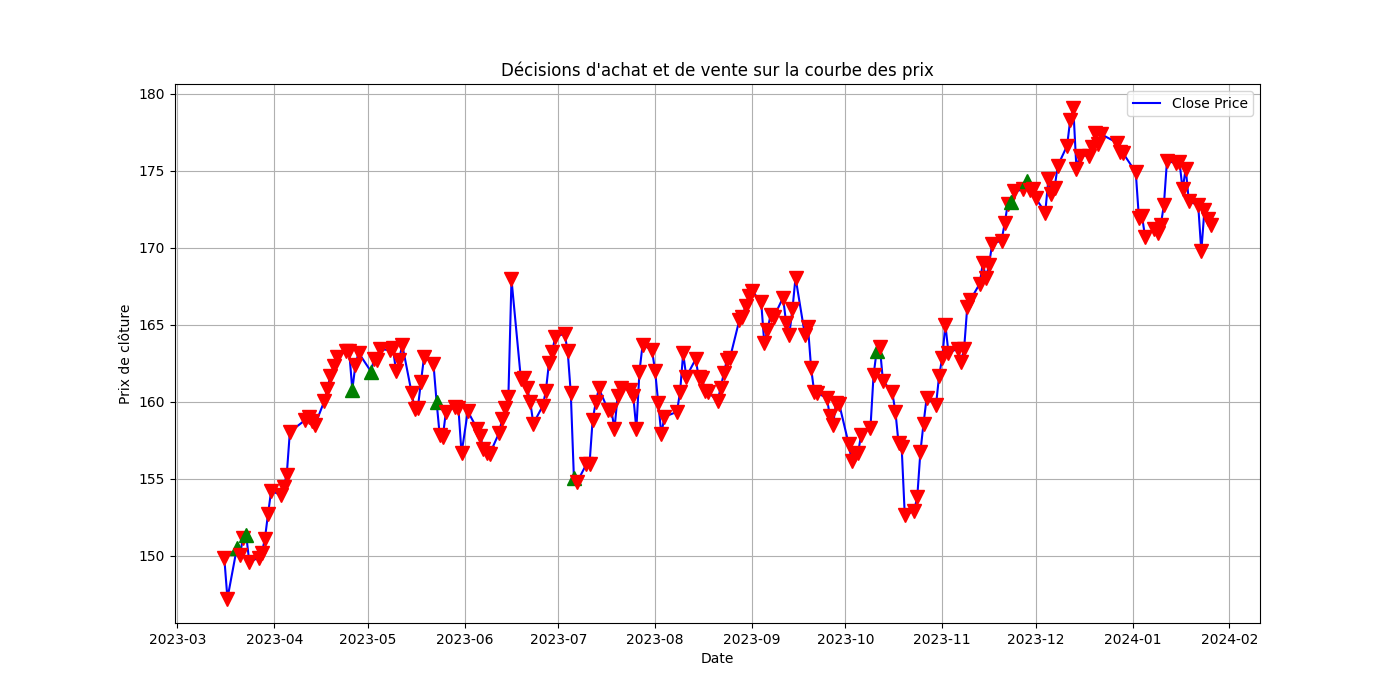 Décisions d'achat et de vente sur la courbe des prix
Close Price
180
175
170
165
160
155
150
Prix de clôture
2023-03 2023-04 2023-05 2023-06 2023-07 2023-08 2023-09 2023-10 2023-11 2023-12 2024-01 2024-02
Date